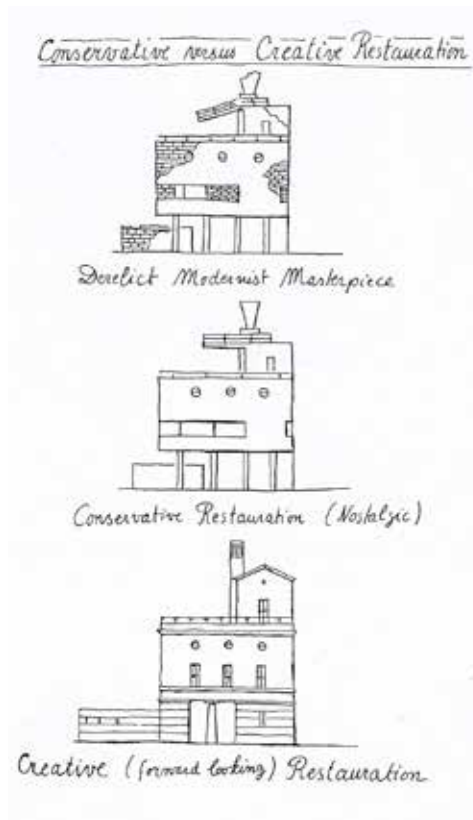 Conservative versus Creative Restauration
Derelict Modernist Masterpiece
Conservative Restauration (Nostalgic)
Creative (forward looking) Restauration